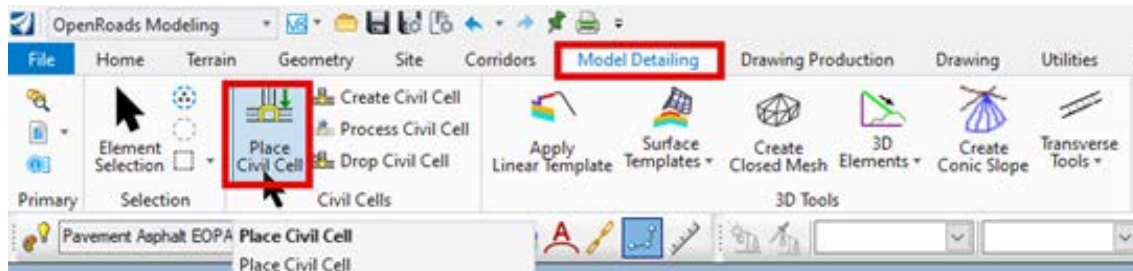 OpenRoads Modeling
File Home Terrain Geometry Site Corridors Model Detailing Drawing Production Drawing Utilities
Element Selection
Place Civil Cell
Create Civil Cell
Process Civil Cell
Drop Civil Cell
Apply Linear Template
Surface Templates
Create Closed Mesh
3D Elements
Create Conic Slope
Transverse Tools
Primary Selection Civil Cells 3D Tools
Pavement Asphalt EOPA
Place Civil Cell
Place Civil Cell